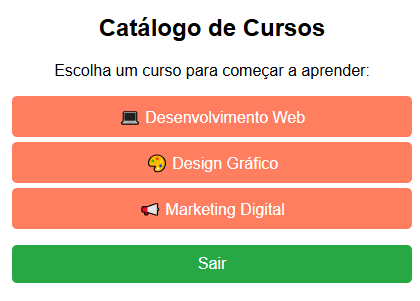 Catálogo de Cursos
Escolha um curso para começar a aprender:
💻 Desenvolvimento Web
🎨 Design Gráfico
📢 Marketing Digital
Sair